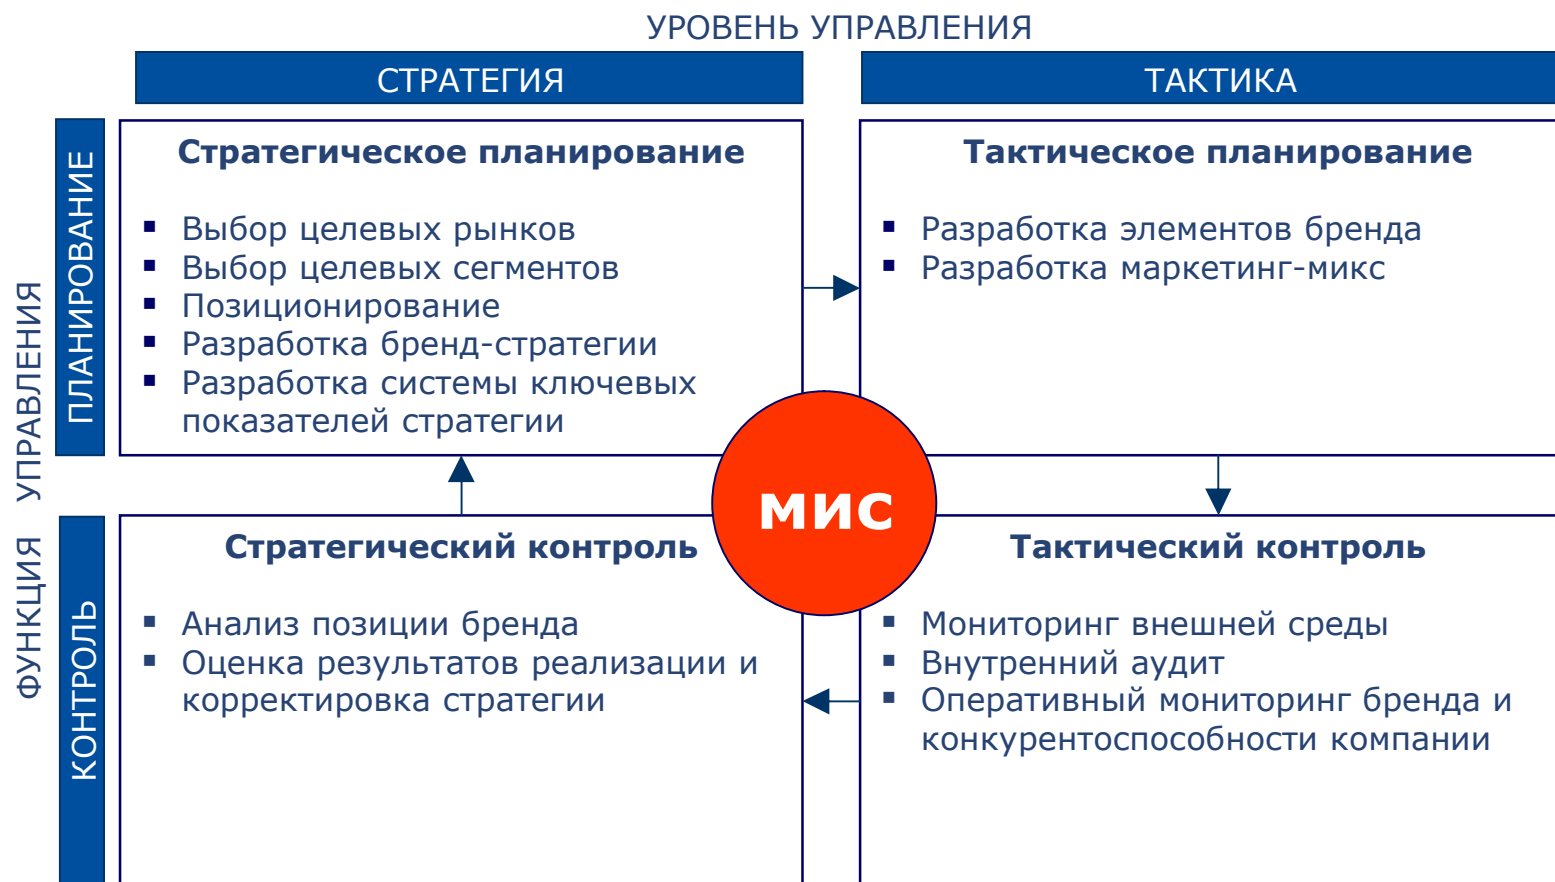 УРОВЕНЬ УПРАВЛЕНИЯ
СТРАТЕГИЯ
ТАКТИКА
ФУНКЦИЯ УПРАВЛЕНИЯ
ПЛАНИРОВАНИЕ
Стратегическое планирование
Выбор целевых рынков
Выбор целевых сегментов
Позиционирование
Разработка бренд-стратегии
Разработка системы ключевых
показателей стратегии
Тактическое планирование
Разработка элементов бренда
Разработка маркетинг-микс
мис
КОНТРОЛЬ
Стратегический контроль
Анализ позиции бренда
Оценка результатов реализации и
корректировка стратегии
Тактический контроль
Мониторинг внешней среды
Внутренний аудит
Оперативный мониторинг бренда и
конкурентоспособности компании